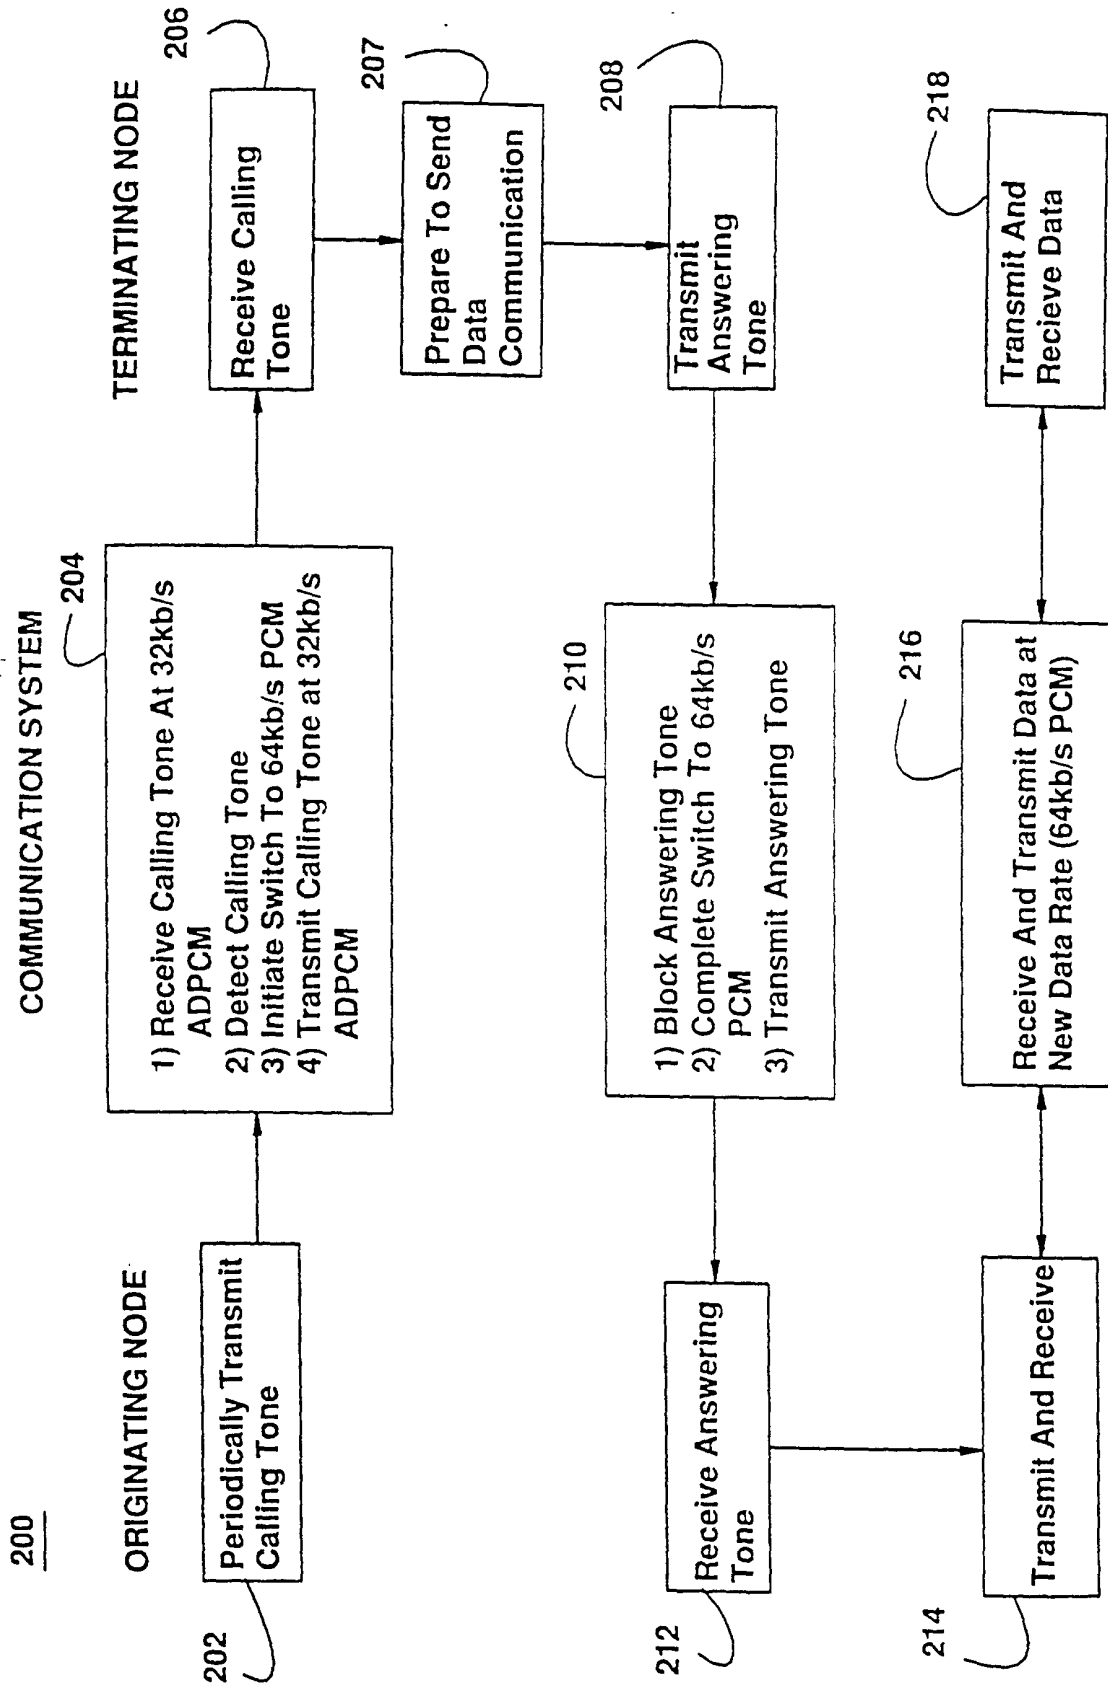 200
ORIGINATING NODE
COMMUNICATION SYSTEM
TERMINATING NODE
202
Periodically Transmit
Calling Tone
204
1) Receive Calling Tone At 32kb/s
ADPCM
2) Detect Calling Tone
3) Initiate Switch To 64kb/s PCM
4) Transmit Calling Tone at 32kb/s
ADPCM
206
Receive Calling
Tone
207
Prepare To Send
Data
Communication
208
Transmit
Answering
Tone
210
1) Block Answering Tone
2) Complete Switch To 64kb/s
PCM
3) Transmit Answering Tone
212
Receive Answering
Tone
214
Transmit And Receive
216
Receive And Transmit Data at
New Data Rate (64kb/s PCM)
218
Transmit And
Recieve Data